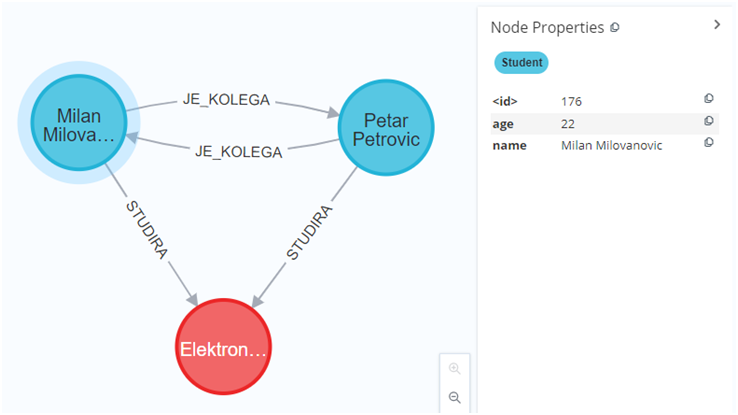 Milan
Milova...
JE_KOLEGA
Petar
Petrovic
JE_KOLEGA
STUDIRA
STUDIRA
Elektron...
Node Properties
Student
<id> 176
age 22
name Milan Milovanovic